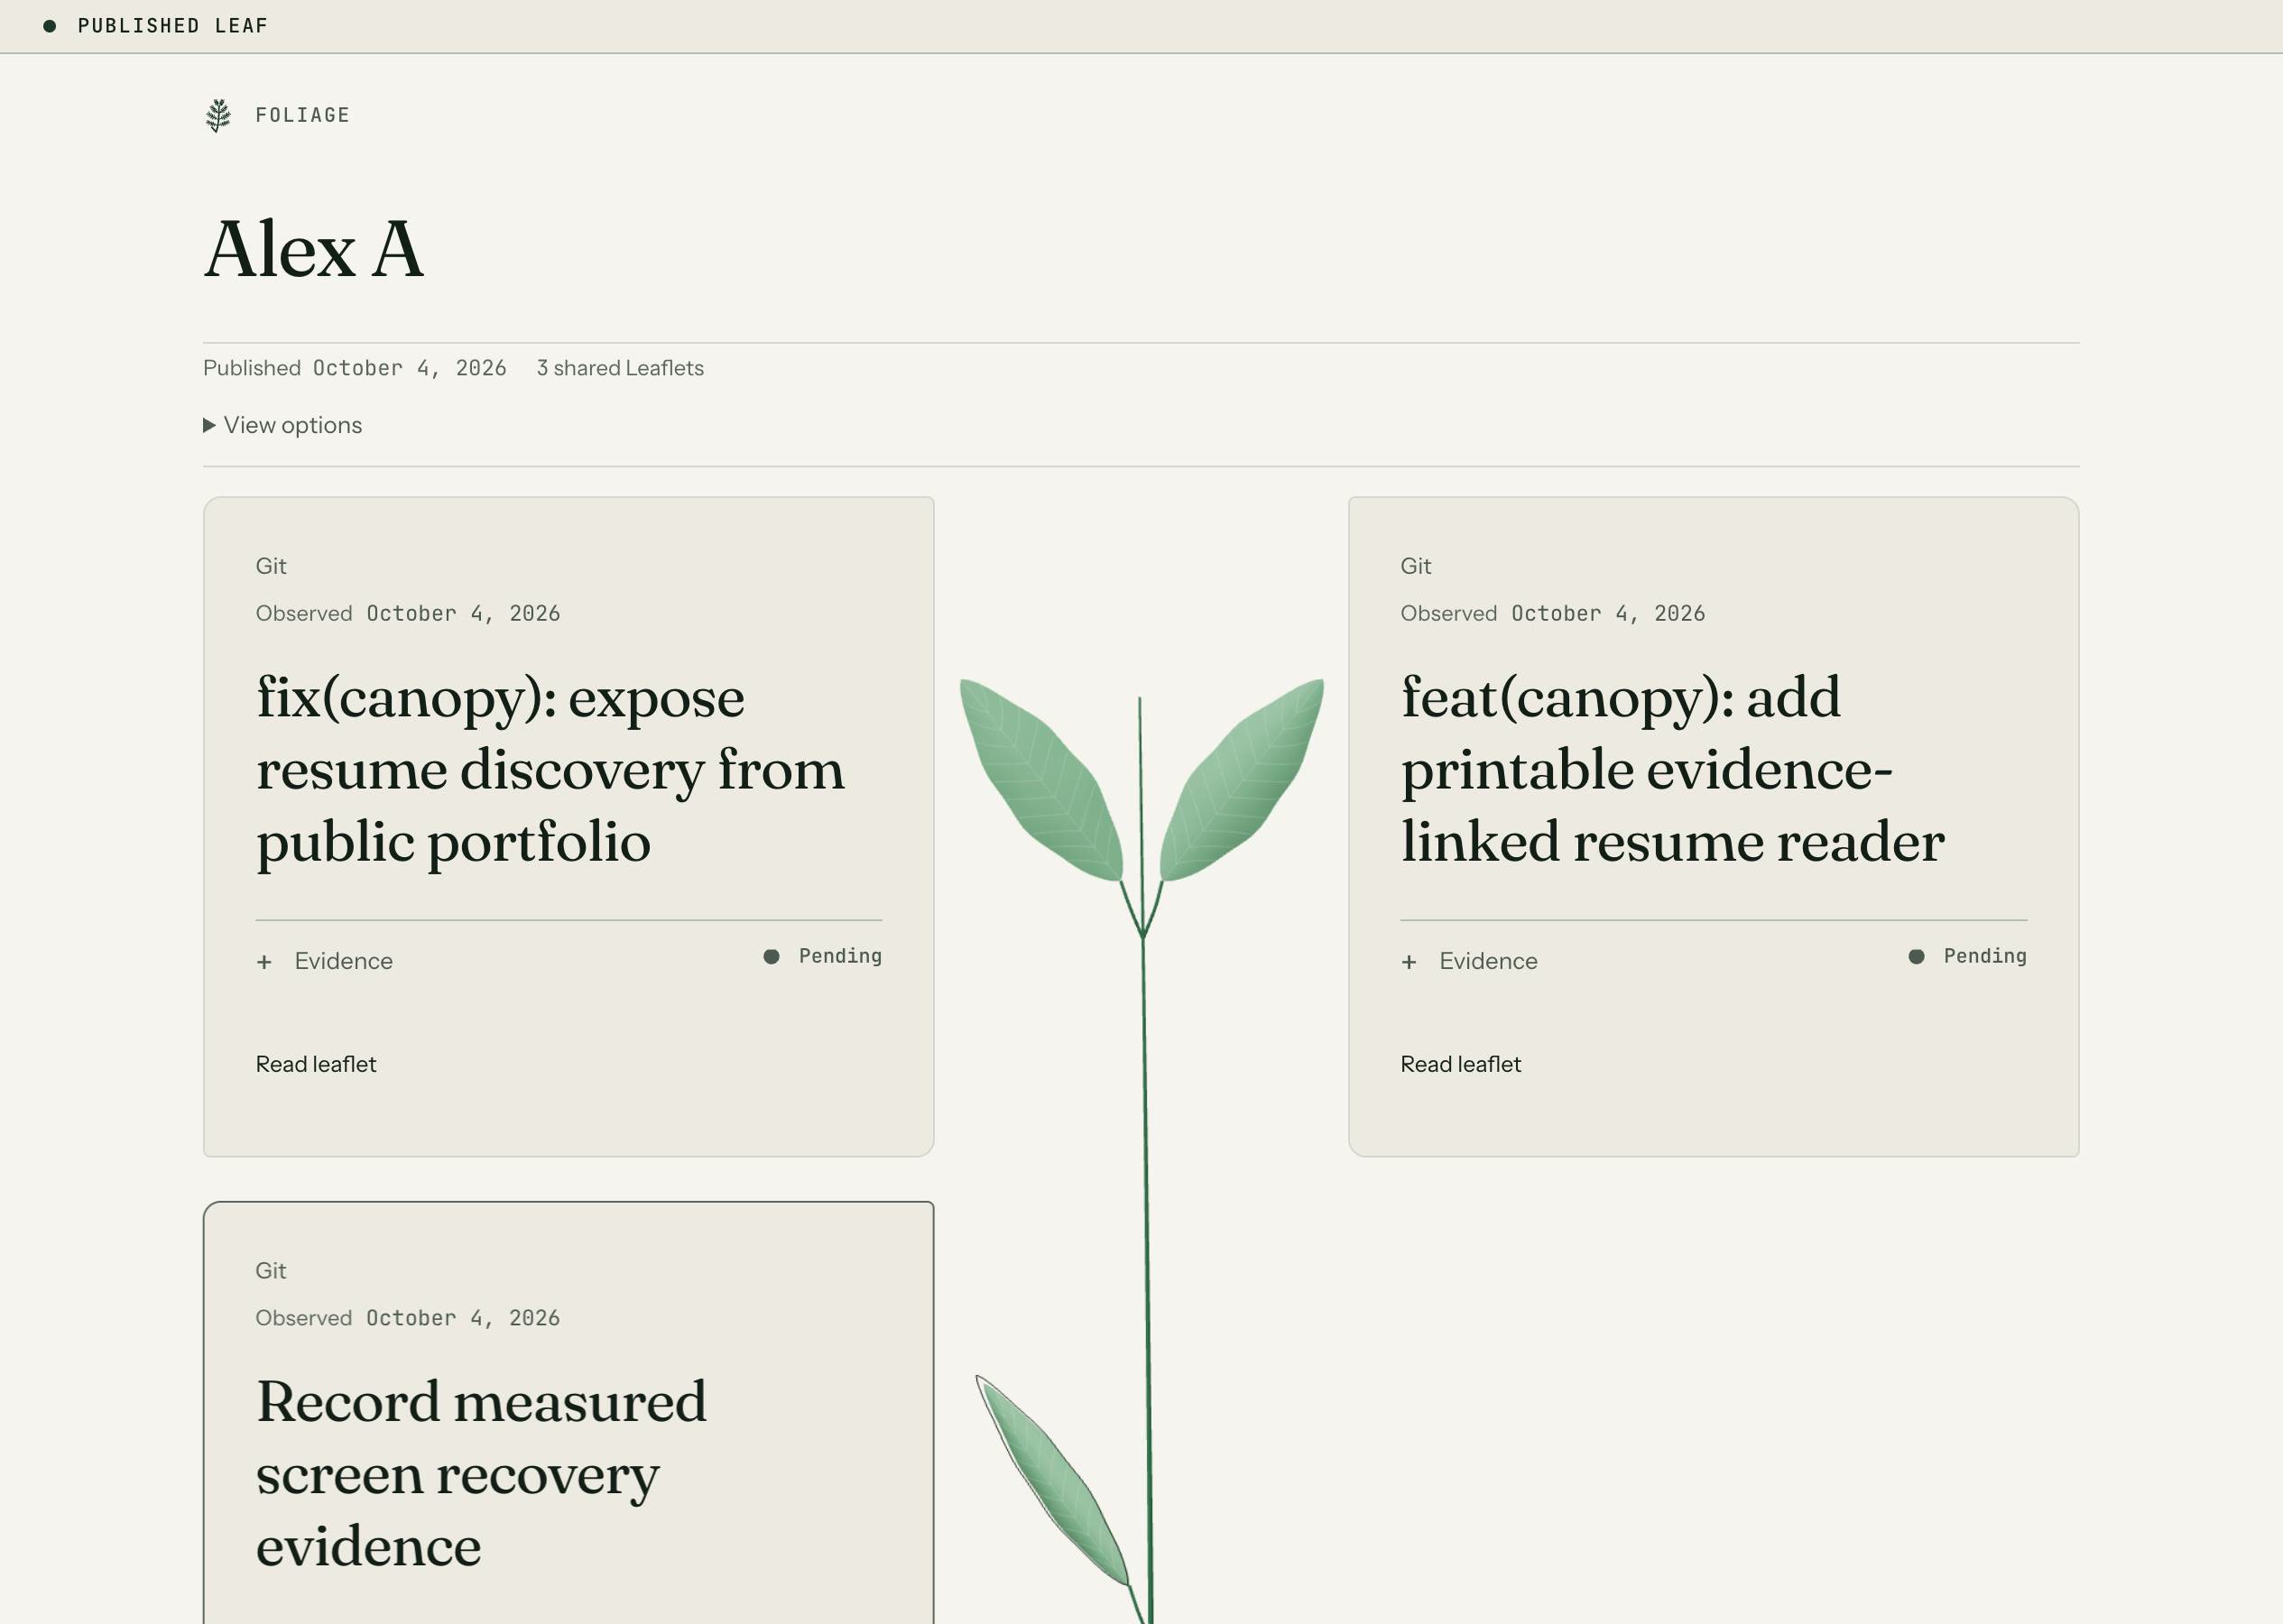 PUBLISHED LEAF
FOLIAGE
Alex A
Published October 4, 2026 3 shared Leaflets
View options
Git
Observed October 4, 2026
fix(canopy): expose
resume discovery from
public portfolio
+ Evidence
Pending
Read leaflet
Git
Observed October 4, 2026
feat(canopy): add
printable evidence-
linked resume reader
+ Evidence
Pending
Read leaflet
Git
Observed October 4, 2026
Record measured
screen recovery
evidence